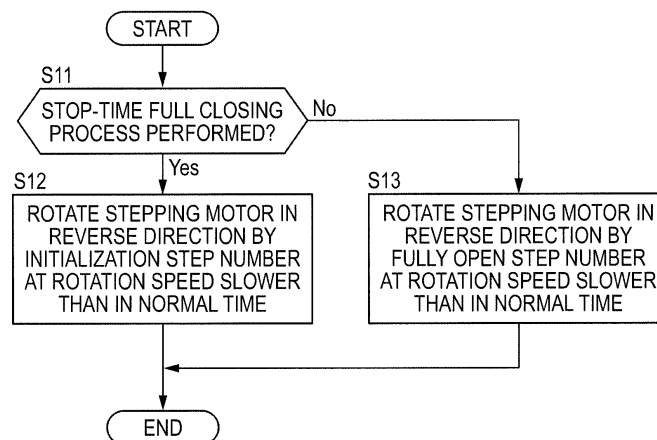 START
S11
STOP-TIME FULL CLOSING
PROCESS PERFORMED?
No
Yes
S12
ROTATE STEPPING MOTOR IN
REVERSE DIRECTION BY
INITIALIZATION STEP NUMBER
AT ROTATION SPEED SLOWER
THAN IN NORMAL TIME
S13
ROTATE STEPPING MOTOR IN
REVERSE DIRECTION BY
FULLY OPEN STEP NUMBER
AT ROTATION SPEED SLOWER
THAN IN NORMAL TIME
END